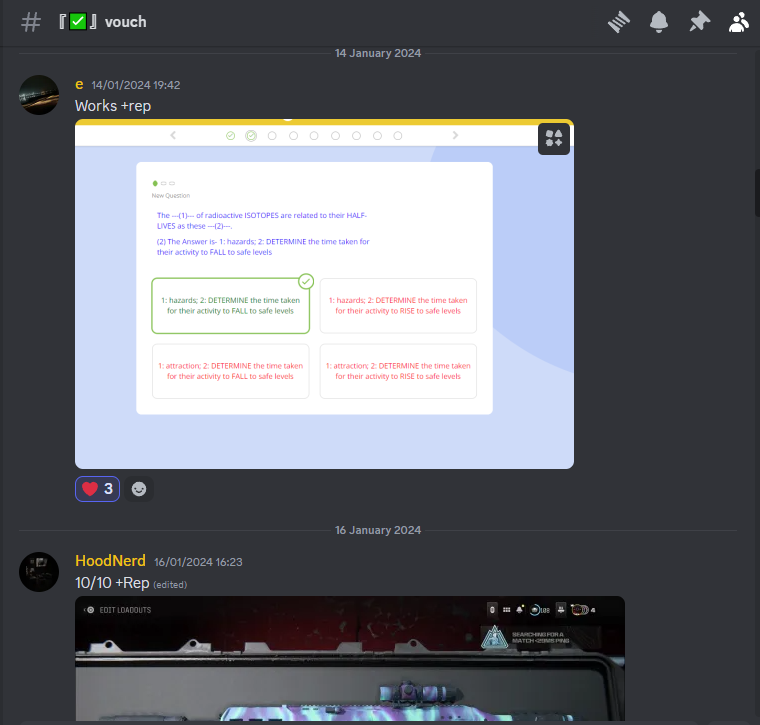 『✅』vouch
14 January 2024
e 14/01/2024 19:42
Works +rep
New Question
The ---(1)--- of radioactive ISOTOPES are related to their HALF-
LIVES as these ---(2)---.
(2) The Answer is- 1: hazards; 2: DETERMINE the time taken for
their activity to FALL to safe levels
1: hazards; 2: DETERMINE the time taken
for their activity to FALL to safe levels
1: hazards; 2: DETERMINE the time taken
for their activity to RISE to safe levels
1: attraction; 2: DETERMINE the time taken
for their activity to FALL to safe levels
1: attraction; 2: DETERMINE the time taken
for their activity to RISE to safe levels
3
16 January 2024
HoodNerd 16/01/2024 16:23
10/10 +Rep (edited)
EDIT LOADOUTS
4
SEARCHING FOR A
MATCH <29MS PING